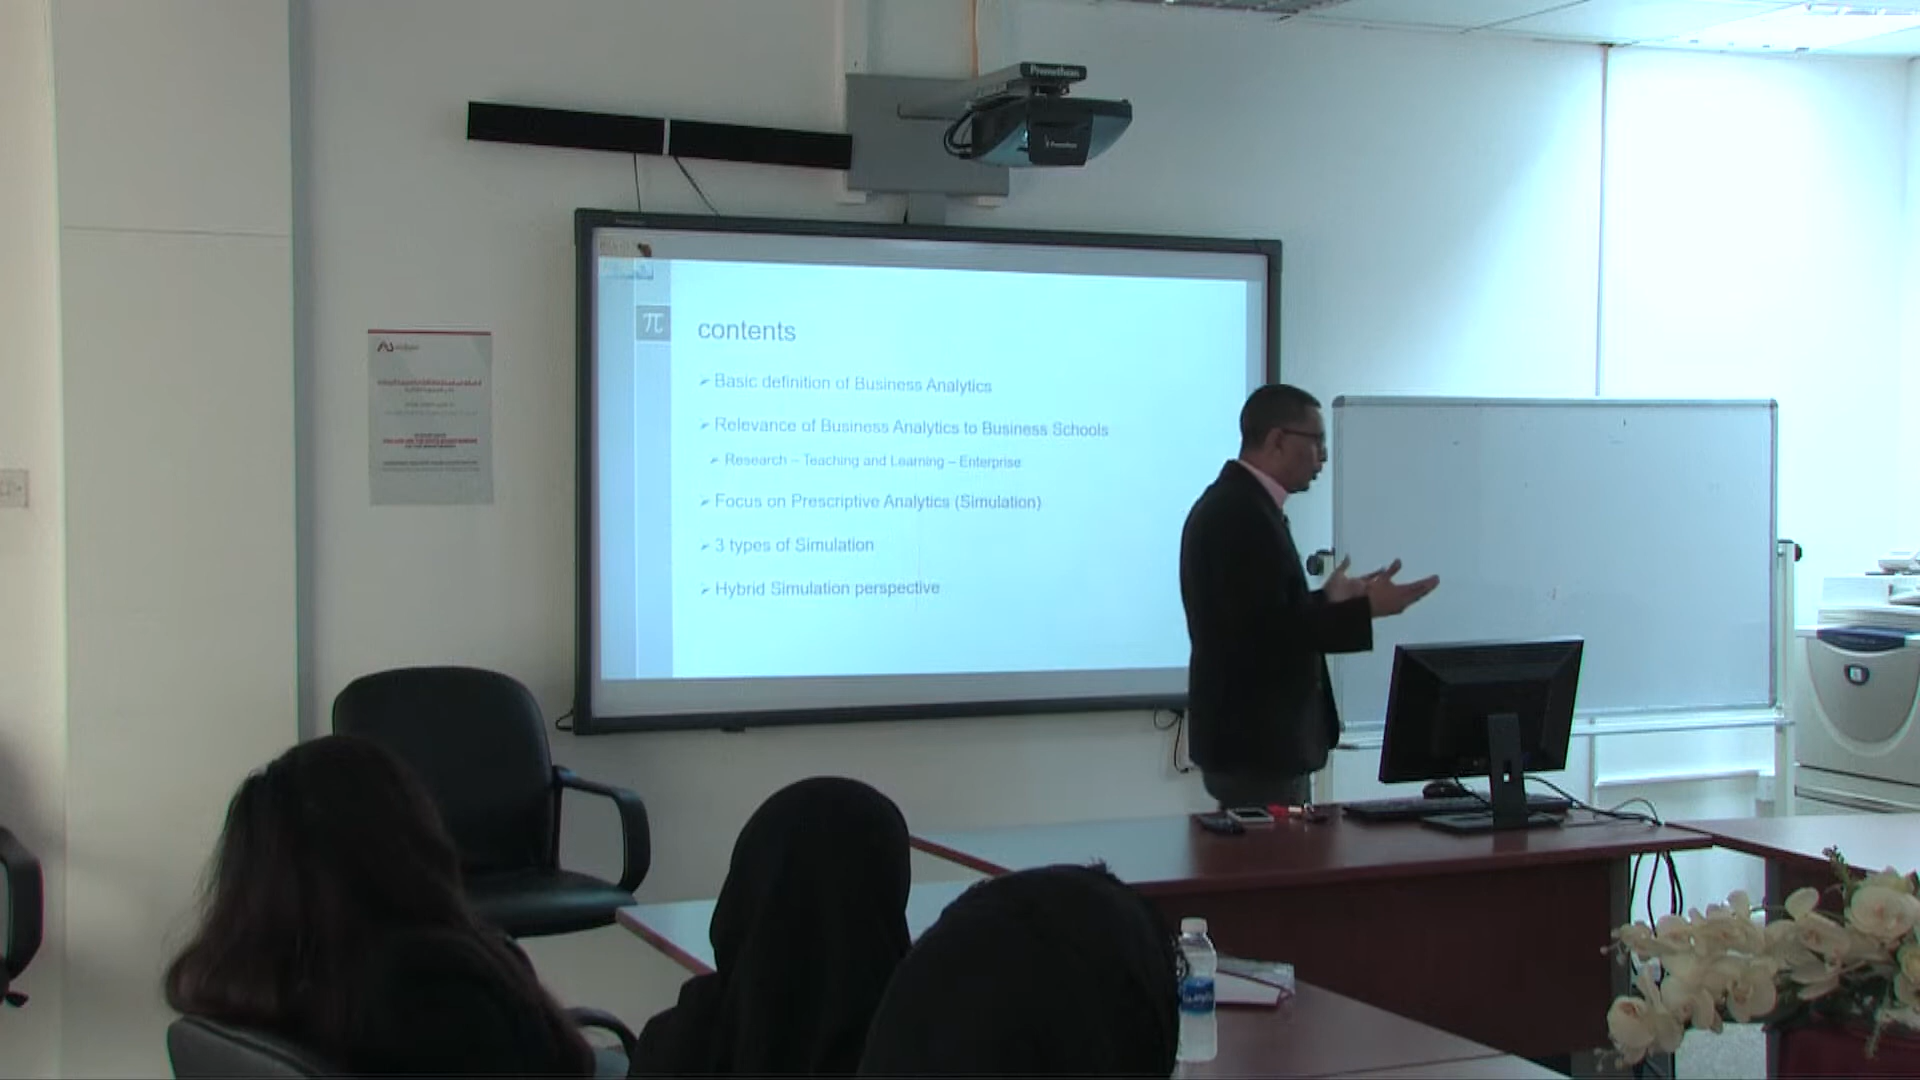 Promethean
Promethean
π
contents
➢ Basic definition of Business Analytics
➢ Relevance of Business Analytics to Business Schools
➢ Research – Teaching and Learning – Enterprise
➢ Focus on Prescriptive Analytics (Simulation)
➢ 3 types of Simulation
➢ Hybrid Simulation perspective